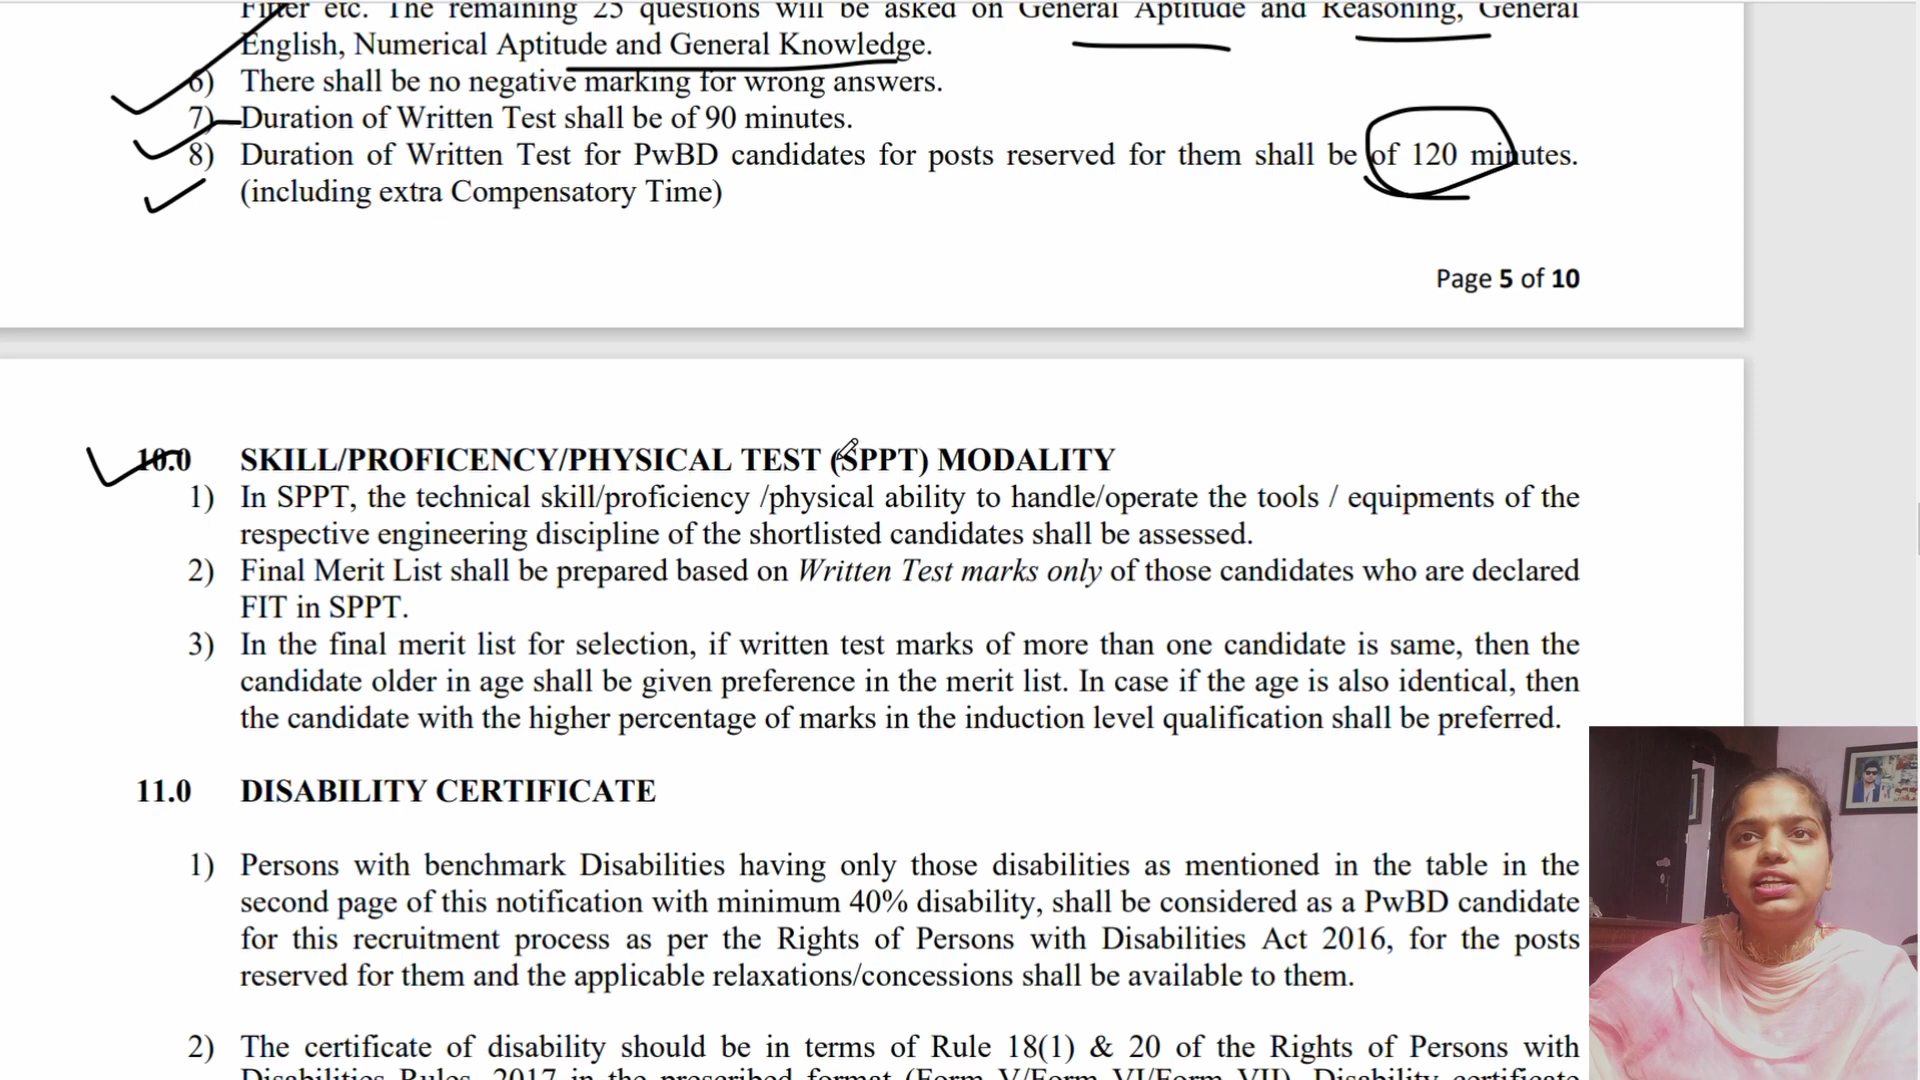 Fitter etc. The remaining 25 questions will be asked on General Aptitude and Reasoning, General
English, Numerical Aptitude and General Knowledge.
6) There shall be no negative marking for wrong answers.
7) Duration of Written Test shall be of 90 minutes.
8) Duration of Written Test for PwBD candidates for posts reserved for them shall be of 120 minutes.
(including extra Compensatory Time)
Page 5 of 10
10.0 SKILL/PROFICENCY/PHYSICAL TEST (SPPT) MODALITY
1) In SPPT, the technical skill/proficiency /physical ability to handle/operate the tools / equipments of the
respective engineering discipline of the shortlisted candidates shall be assessed.
2) Final Merit List shall be prepared based on Written Test marks only of those candidates who are declared
FIT in SPPT.
3) In the final merit list for selection, if written test marks of more than one candidate is same, then the
candidate older in age shall be given preference in the merit list. In case if the age is also identical, then
the candidate with the higher percentage of marks in the induction level qualification shall be preferred.
11.0 DISABILITY CERTIFICATE
1) Persons with benchmark Disabilities having only those disabilities as mentioned in the table in the
second page of this notification with minimum 40% disability, shall be considered as a PwBD candidate
for this recruitment process as per the Rights of Persons with Disabilities Act 2016, for the posts
reserved for them and the applicable relaxations/concessions shall be available to them.
2) The certificate of disability should be in terms of Rule 18(1) & 20 of the Rights of Persons with
Disabilities Rules, 2017 in the prescribed format (Form V/Form VI/Form VII). Disability certificate